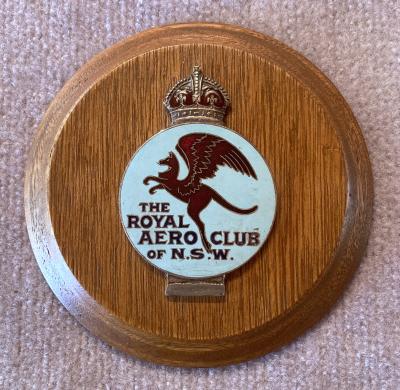 THE
ROYAL
AERO CLUB
OF N.S.W.